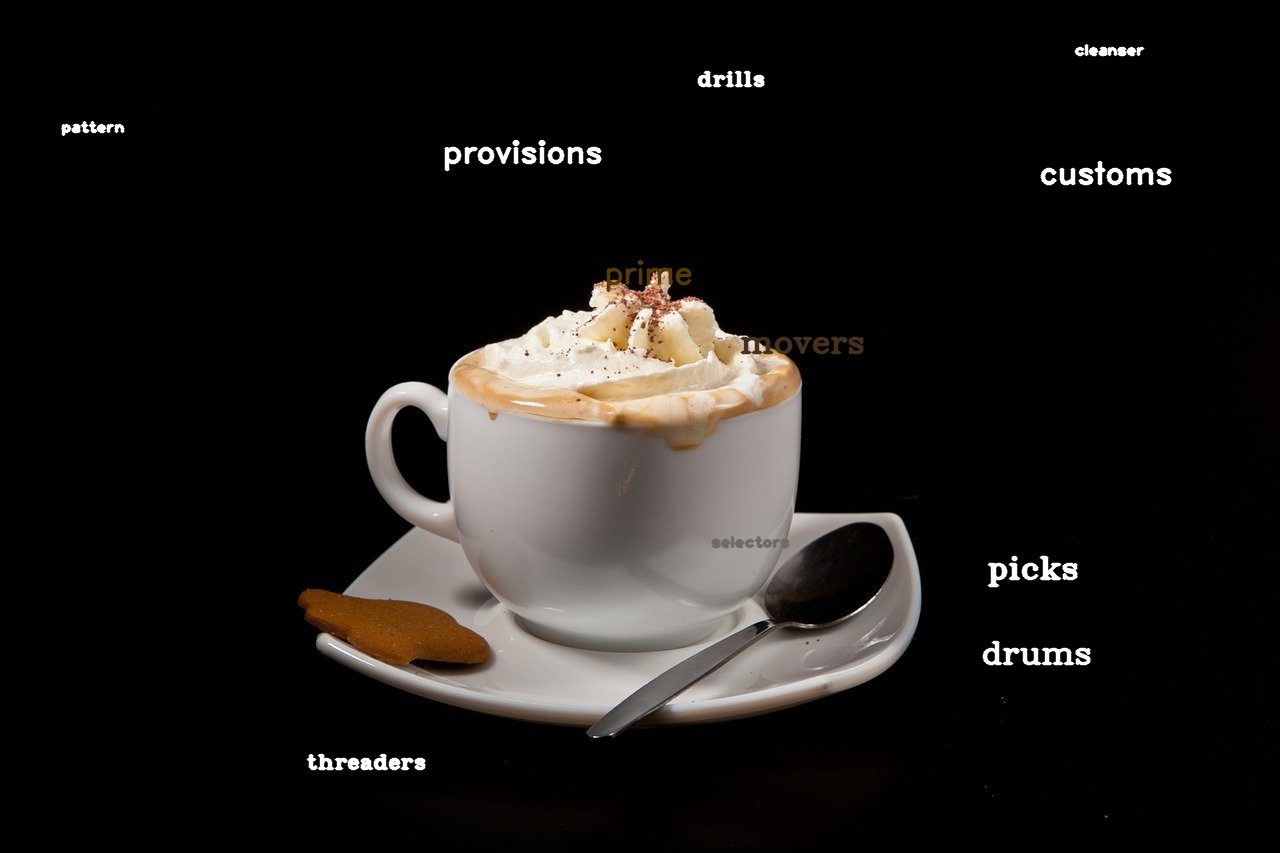 cleanser
drills
pattern
provisions
customs
prime
movers
selectors
picks
drums
threaders